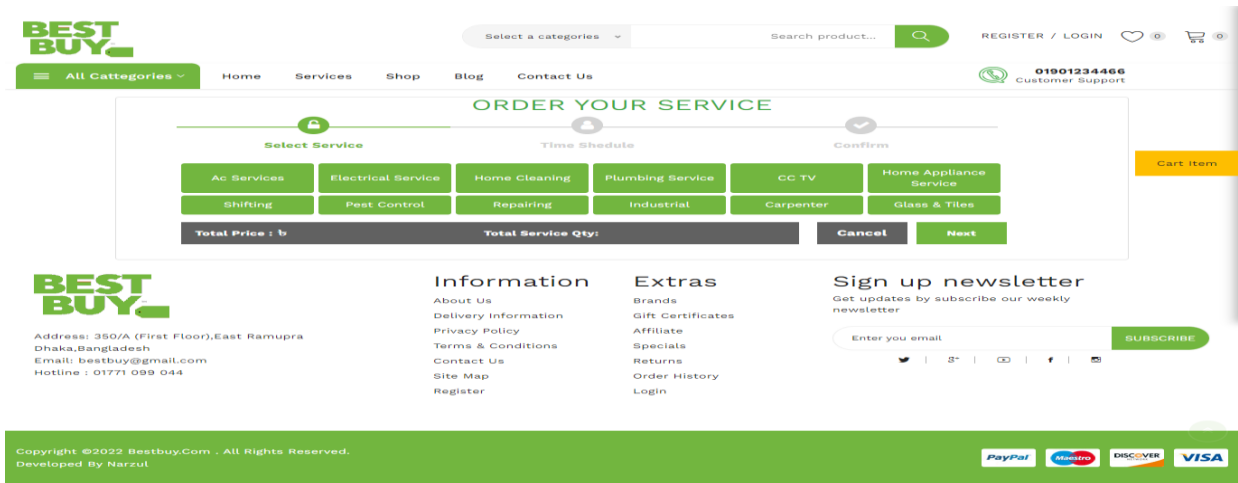 BEST
BUY
Select a categories
Search product...
REGISTER / LOGIN
0
0
All Cattegories
Home
Services
Shop
Blog
Contact Us
01901234466
Customer Support
ORDER YOUR SERVICE
Select Service
Time Shedule
Confirm
Cart Item
Ac Services
Electrical Service
Home Cleaning
Plumbing Service
CC TV
Home Appliance
Service
Shifting
Pest Control
Repairing
Industrial
Carpenter
Glass & Tiles
Total Price : ৳
Total Service Qty:
Cancel
Next
BEST
BUY
Address: 350/A (First Floor),East Ramupra
Dhaka,Bangladesh
Email: bestbuy@gmail.com
Hotline : 01771 099 044
Information
About Us
Delivery Information
Privacy Policy
Terms & Conditions
Contact Us
Site Map
Register
Extras
Brands
Gift Certificates
Affiliate
Specials
Returns
Order History
Login
Sign up newsletter
Get updates by subscribe our weekly
newsletter
Enter you email
SUBSCRIBE
Copyright ©2022 Bestbuy.Com . All Rights Reserved.
Developed By Narzul
PayPal
Maestro
DISCOVER
VISA